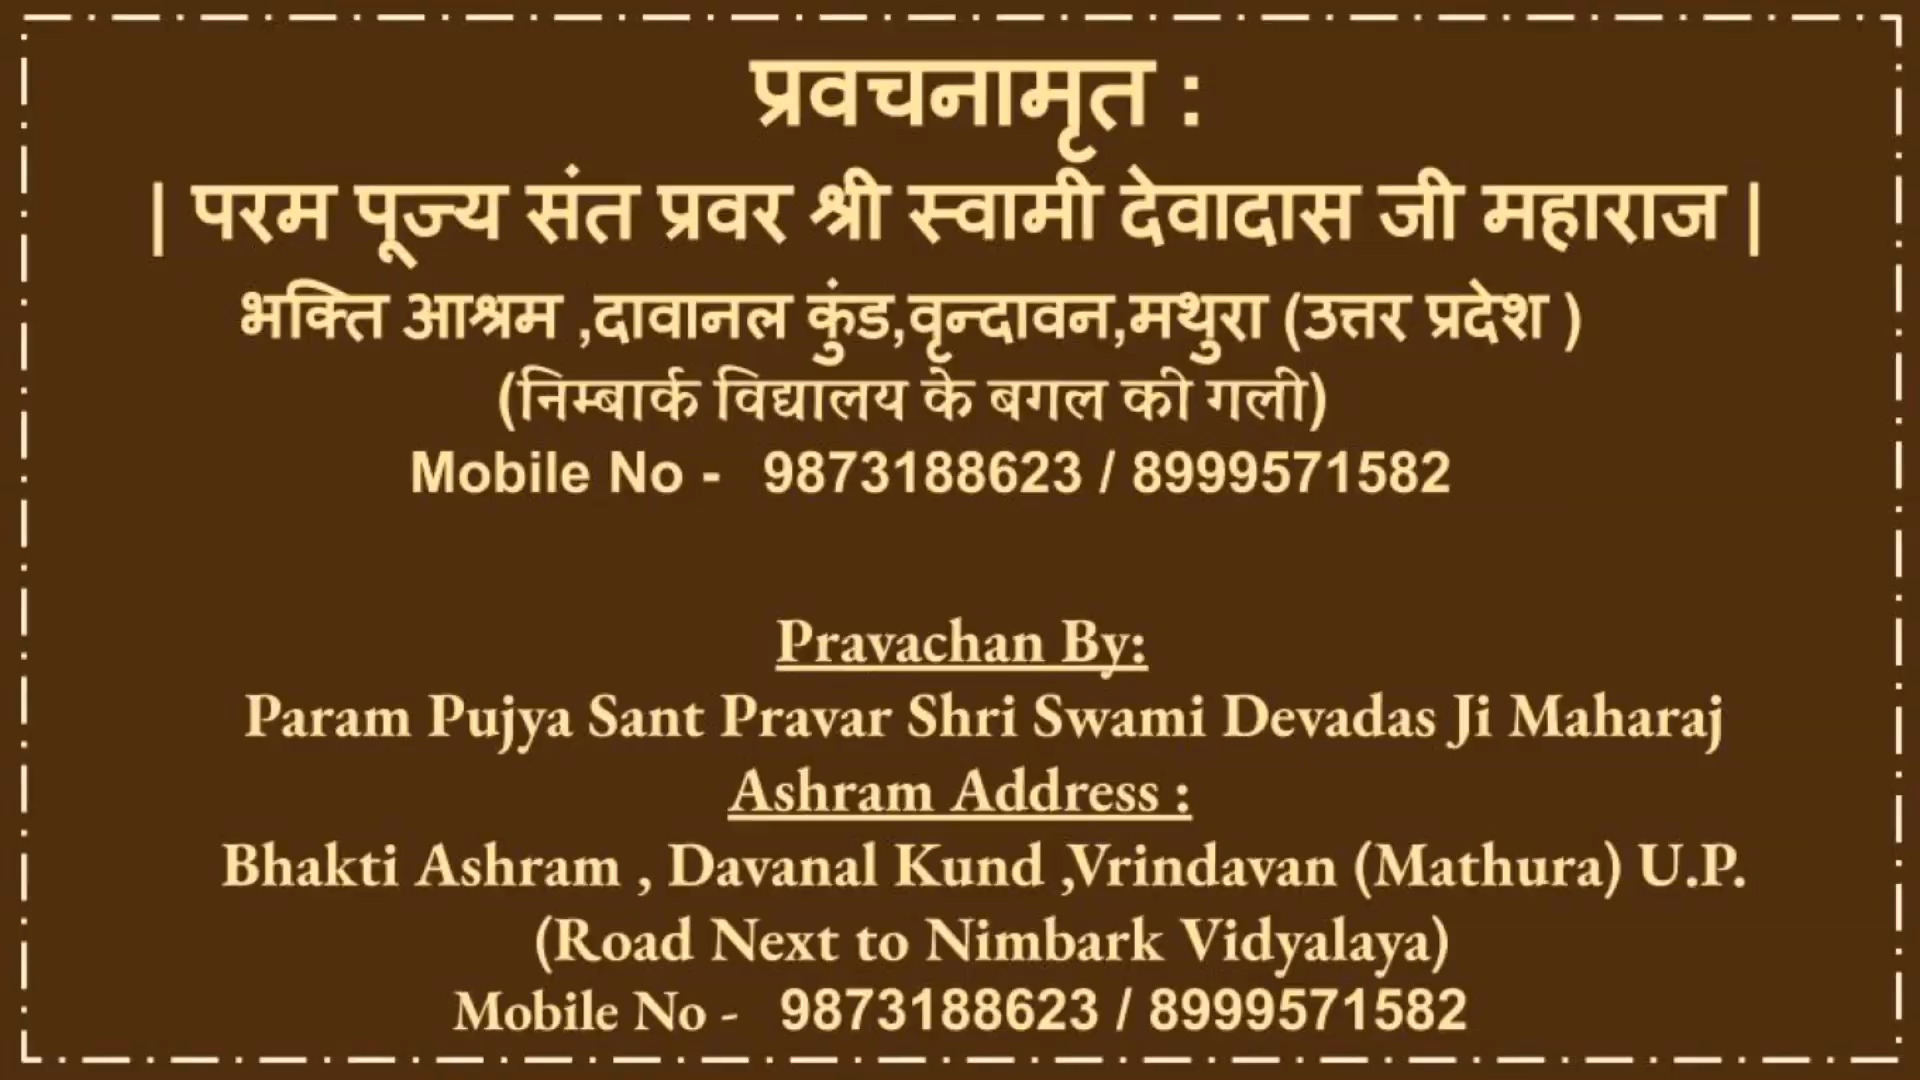 प्रवचनामृत :
| परम पूज्य संत प्रवर श्री स्वामी देवादास जी महाराज |
भक्ति आश्रम ,दावानल कुंड,वृन्दावन,मथुरा (उत्तर प्रदेश )
(निम्बार्क विद्यालय के बगल की गली)
Mobile No - 9873188623 / 8999571582
Pravachan By:
Param Pujya Sant Pravar Shri Swami Devadas Ji Maharaj
Ashram Address :
Bhakti Ashram , Davanal Kund ,Vrindavan (Mathura) U.P.
(Road Next to Nimbark Vidyalaya)
Mobile No - 9873188623 / 8999571582